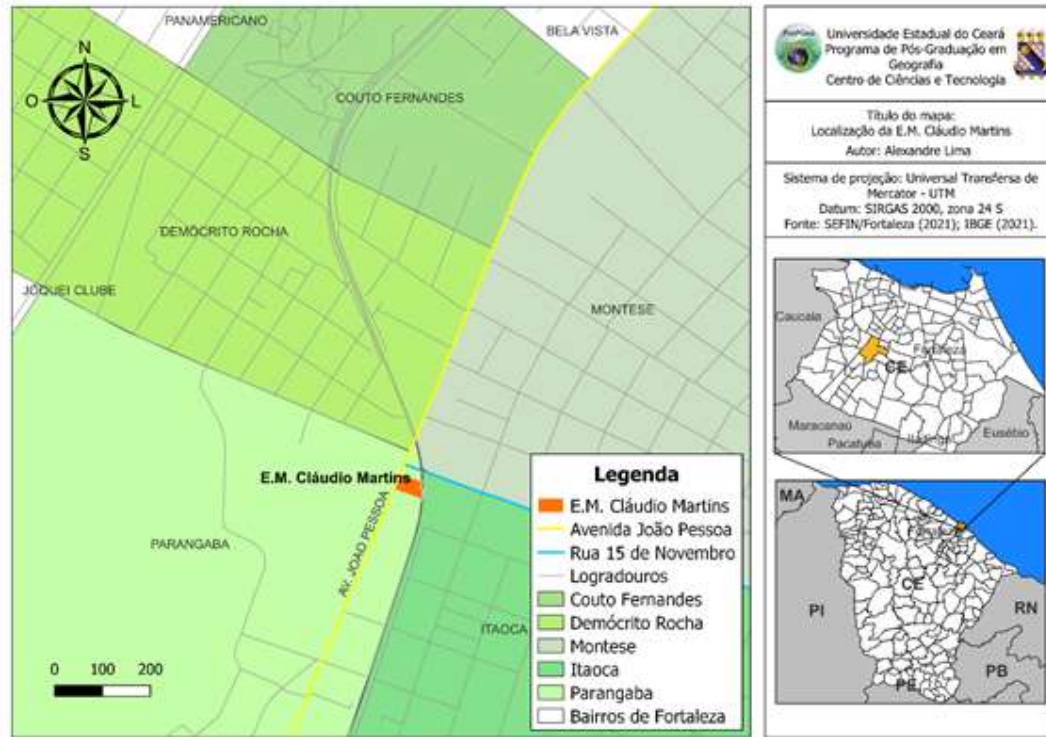 PANAMERICANO
BELA VISTA
N
O
L
S
COUTO FERNANDES
DEMÓCRITO ROCHA
JÓQUEI CLUBE
MONTESE
E.M. Cláudio Martins
AV. JOÃO PESSOA
PARANGABA
ITAOCA
0 100 200
Legenda
E.M. Cláudio Martins
Avenida João Pessoa
Rua 15 de Novembro
Logradouros
Couto Fernandes
Demócrito Rocha
Montese
Itaoca
Parangaba
Bairros de Fortaleza
Universidade Estadual do Ceará
Programa de Pós-Graduação em
Geografia
Centro de Ciências e Tecnologia
Título do mapa:
Localização da E.M. Cláudio Martins
Autor: Alexandre Lima
Sistema de projeção: Universal Transfersa de
Mercator - UTM
Datum: SIRGAS 2000, zona 24 S
Fonte: SEFIN/Fortaleza (2021); IBGE (2021).
Caucaia
Fortaleza
CE
Maracanaú
Pacatuba
Itaitinga
Eusébio
MA
Fortaleza
CE
PI
RN
PB
PE